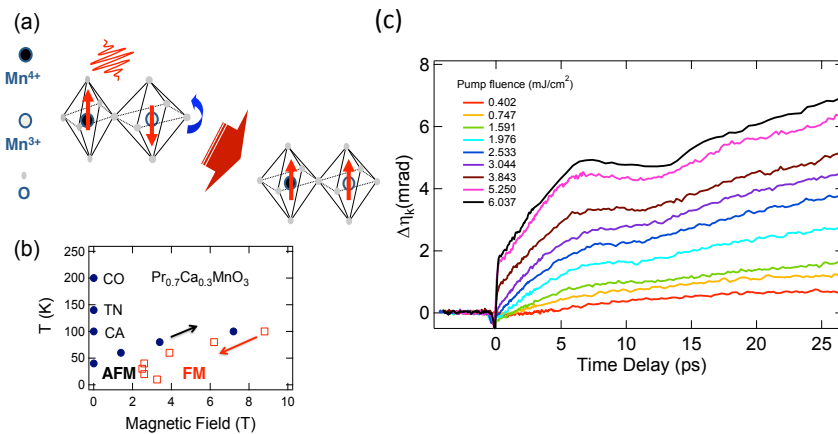 (a)
Mn4+
Mn3+
O
(b)
T (K)
250
200
150
100
50
0
CO
TN
CA
Pr0.7Ca0.3MnO3
AFM
FM
0 2 4 6 8 10
Magnetic Field (T)
(c)
Δηk(mrad)
8
6
4
2
0
Pump fluence (mJ/cm2)
0.402
0.747
1.591
1.976
2.533
3.044
3.843
5.250
6.037
0 5 10 15 20 25
Time Delay (ps)